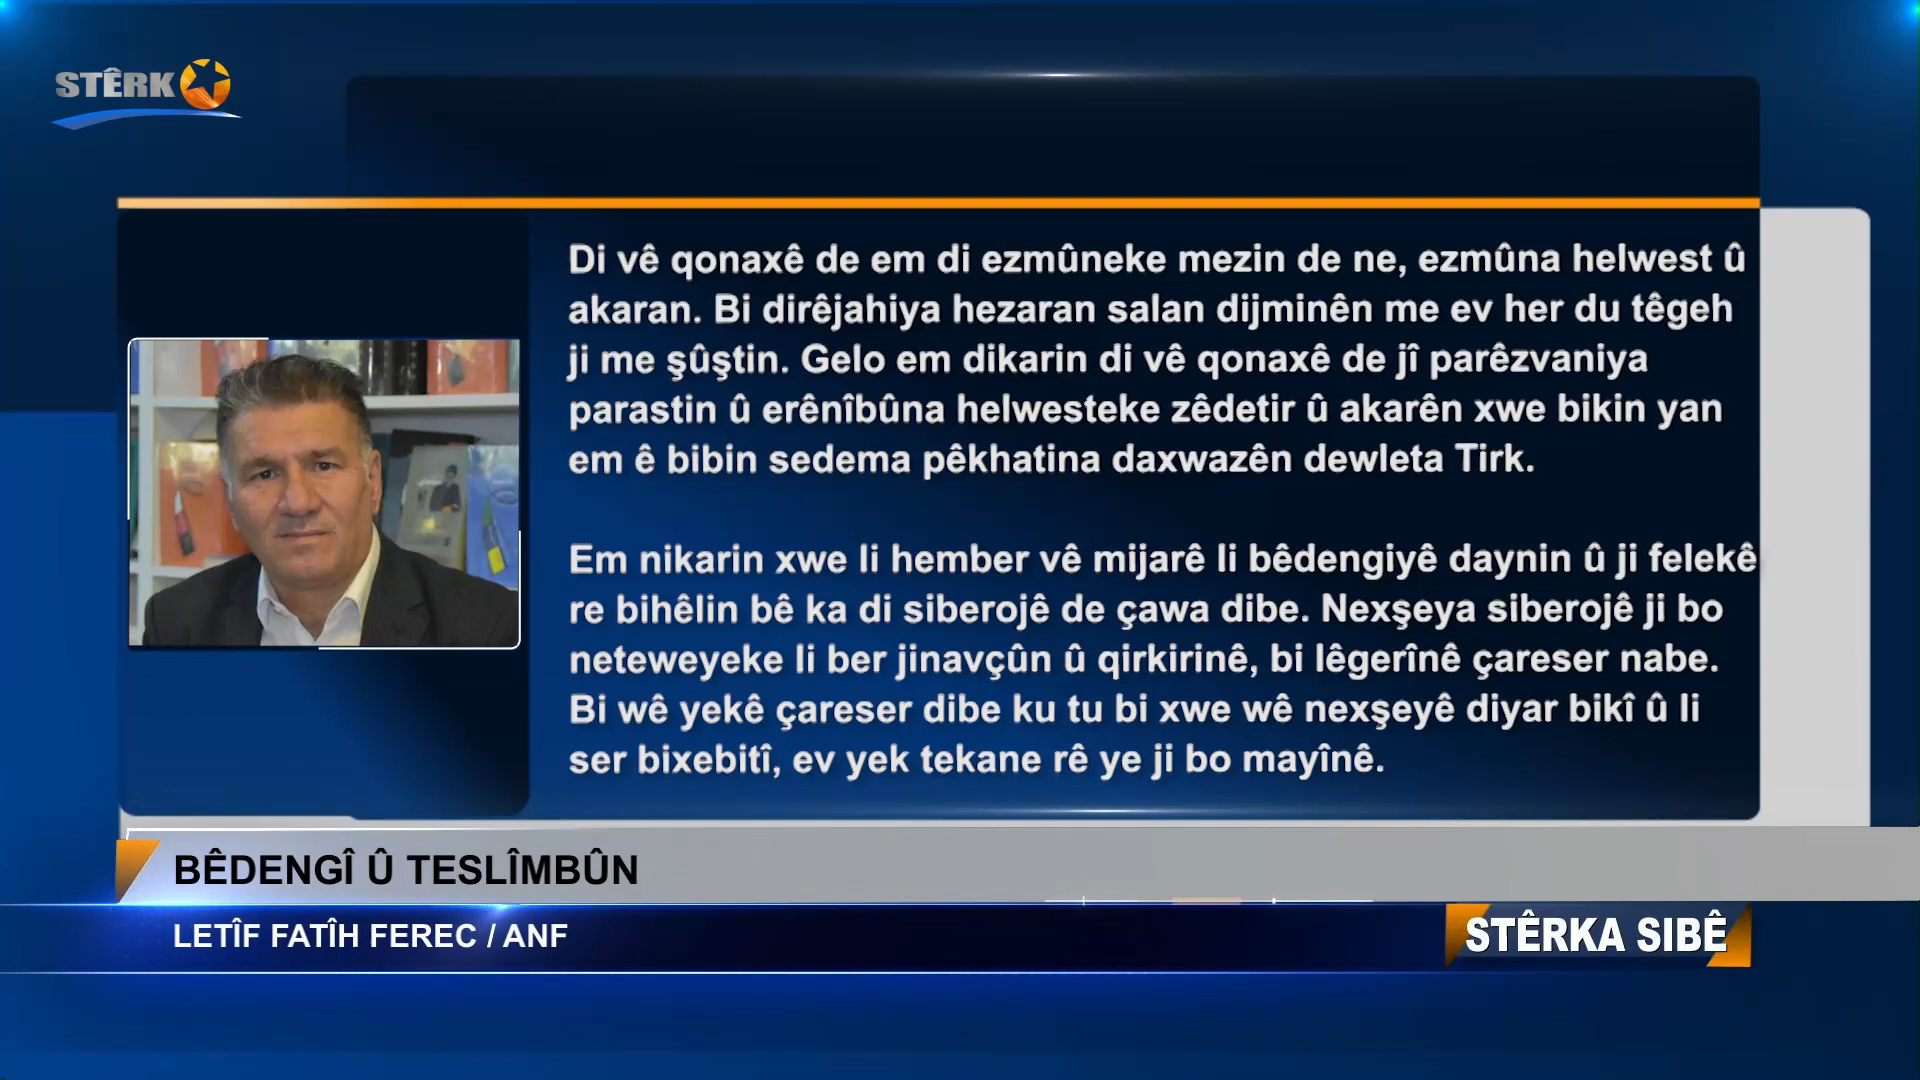 STÊRK
Di vê qonaxê de em di ezmûneke mezin de ne, ezmûna helwest û
akaran. Bi dirêjahiya hezaran salan dijminên me ev her du têgeh
ji me şûştin. Gelo em dikarin di vê qonaxê de jî parêzvaniya
parastin û erênîbûna helwesteke zêdetir û akarên xwe bikin yan
em ê bibin sedema pêkhatina daxwazên dewleta Tirk.
Em nikarin xwe li hember vê mijarê li bêdengiyê daynin û ji felekê
re bihêlin bê ka di siberojê de çawa dibe. Nexşeya siberojê ji bo
neteweyeke li ber jinavçûn û qirkirinê, bi lêgerînê çareser nabe.
Bi wê yekê çareser dibe ku tu bi xwe wê nexşeyê diyar bikî û li
ser bixebitî, ev yek tekane rê ye ji bo mayînê.
BÊDENGÎ Û TESLÎMBÛN
LETÎF FATÎH FEREC / ANF
STÊRKA SIBÊ